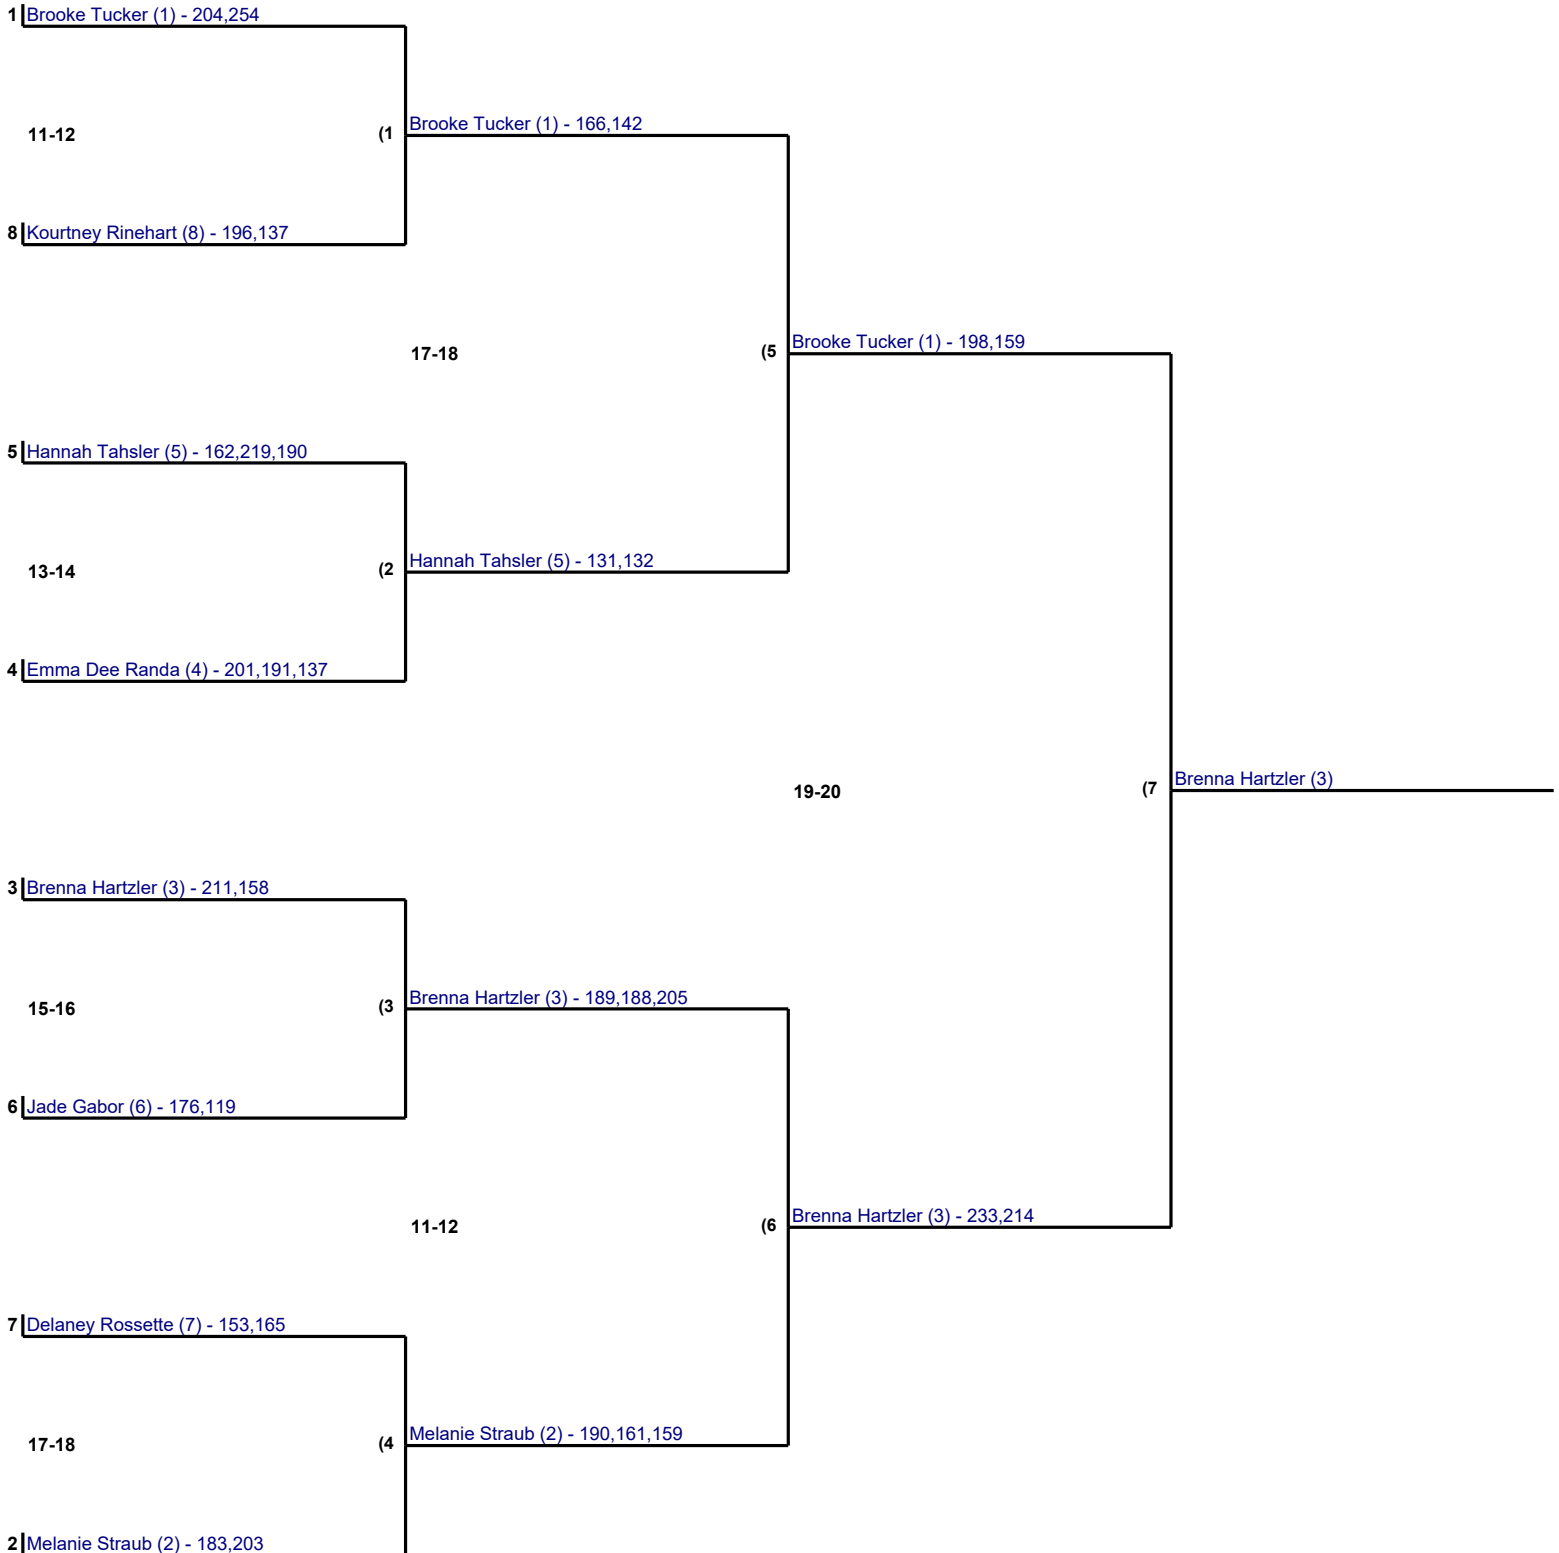 1 Brooke Tucker (1) - 204,254
11-12 (1 Brooke Tucker (1) - 166,142
8 Kourtney Rinehart (8) - 196,137
17-18 (5 Brooke Tucker (1) - 198,159
5 Hannah Tahsler (5) - 162,219,190
13-14 (2 Hannah Tahsler (5) - 131,132
4 Emma Dee Randa (4) - 201,191,137
19-20 (7 Brenna Hartzler (3)
3 Brenna Hartzler (3) - 211,158
15-16 (3 Brenna Hartzler (3) - 189,188,205
6 Jade Gabor (6) - 176,119
11-12 (6 Brenna Hartzler (3) - 233,214
7 Delaney Rossette (7) - 153,165
17-18 (4 Melanie Straub (2) - 190,161,159
2 Melanie Straub (2) - 183,203